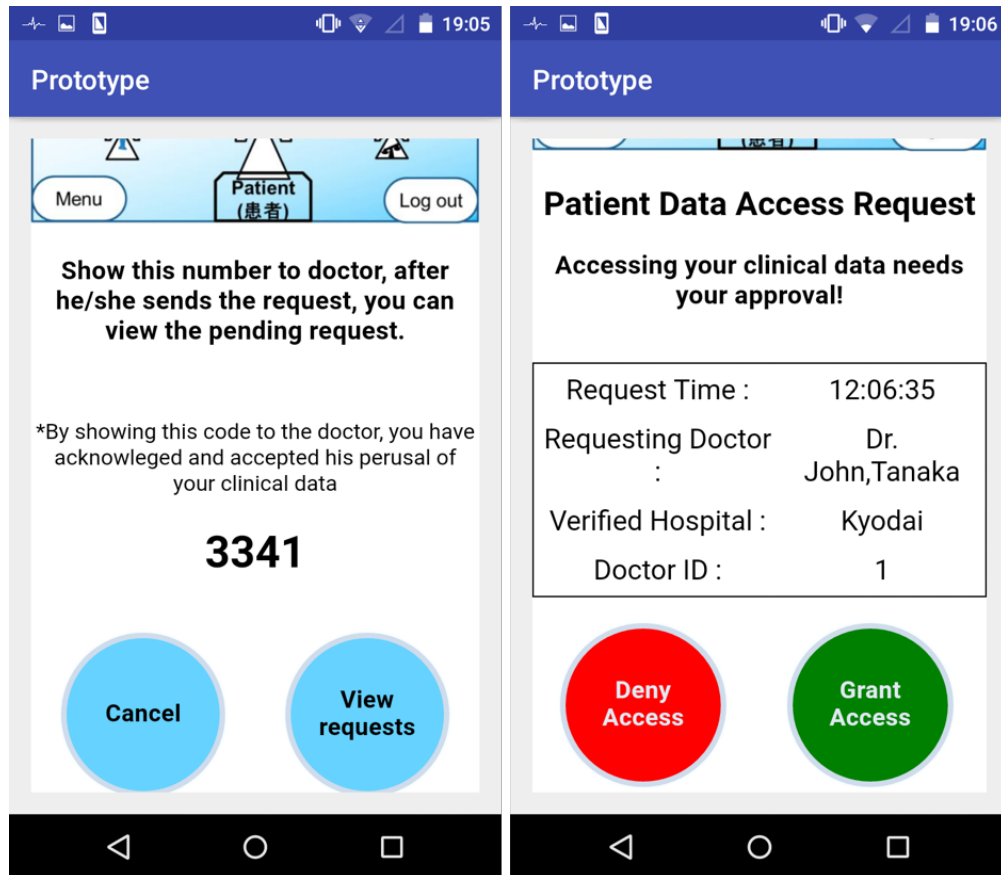 19:05
Prototype
Menu
Patient
(患者)
Log out
Show this number to doctor, after
he/she sends the request, you can
view the pending request.
*By showing this code to the doctor, you have
acknowleged and accepted his perusal of
your clinical data
3341
Cancel
View
requests
19:06
Prototype
(患者)
Patient Data Access Request
Accessing your clinical data needs
your approval!
Request Time : 12:06:35
Requesting Doctor
:
Dr.
John,Tanaka
Verified Hospital : Kyodai
Doctor ID : 1
Deny
Access
Grant
Access